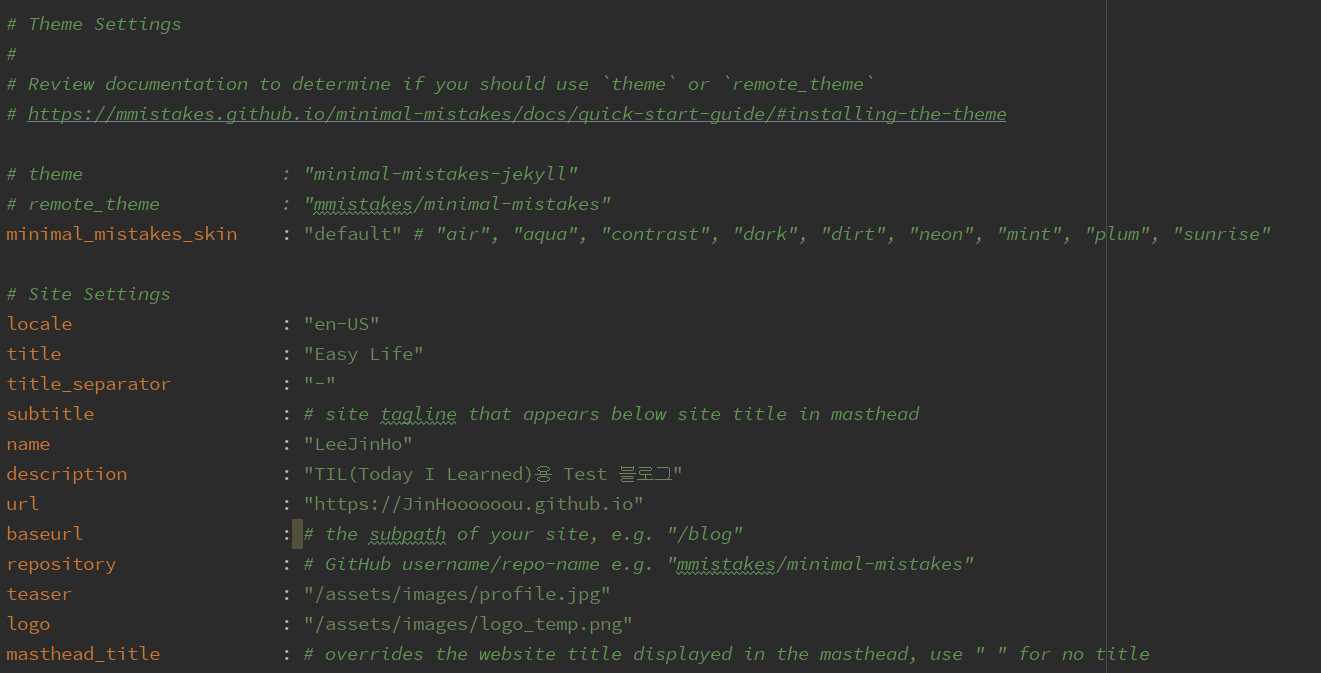 # Theme Settings
#
# Review documentation to determine if you should use `theme` or `remote_theme`
# https://mmistakes.github.io/minimal-mistakes/docs/quick-start-guide/#installing-the-theme
# theme : "minimal-mistakes-jekyll"
# remote_theme : "mmistakes/minimal-mistakes"
minimal_mistakes_skin : "default" # "air", "aqua", "contrast", "dark", "dirt", "neon", "mint", "plum", "sunrise"
# Site Settings
locale : "en-US"
title : "Easy Life"
title_separator : "-"
subtitle : # site tagline that appears below site title in masthead
name : "LeeJinHo"
description : "TIL(Today I Learned)용 Test 블로그"
url : "https://JinHoooooou.github.io"
baseurl : # the subpath of your site, e.g. "/blog"
repository : # GitHub username/repo-name e.g. "mmistakes/minimal-mistakes"
teaser : "/assets/images/profile.jpg"
logo : "/assets/images/logo_temp.png"
masthead_title : # overrides the website title displayed in the masthead, use " " for no title